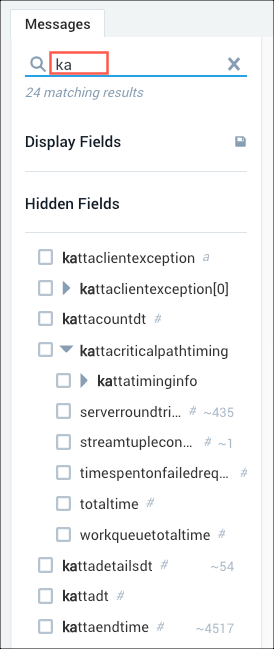 Messages
ka
24 matching results
Display Fields
Hidden Fields
kattaclientexception a
kattaclientexception[0]
kattacountdt #
kattacriticalpathtiming
kattatiminginfo
serverroundtri... # ~435
streamtuplecon... # ~1
timespentonfailedreq... #
totaltime #
workqueuetotaltime #
kattadetailsdt # ~54
kattadt #
kattaendtime # ~4517